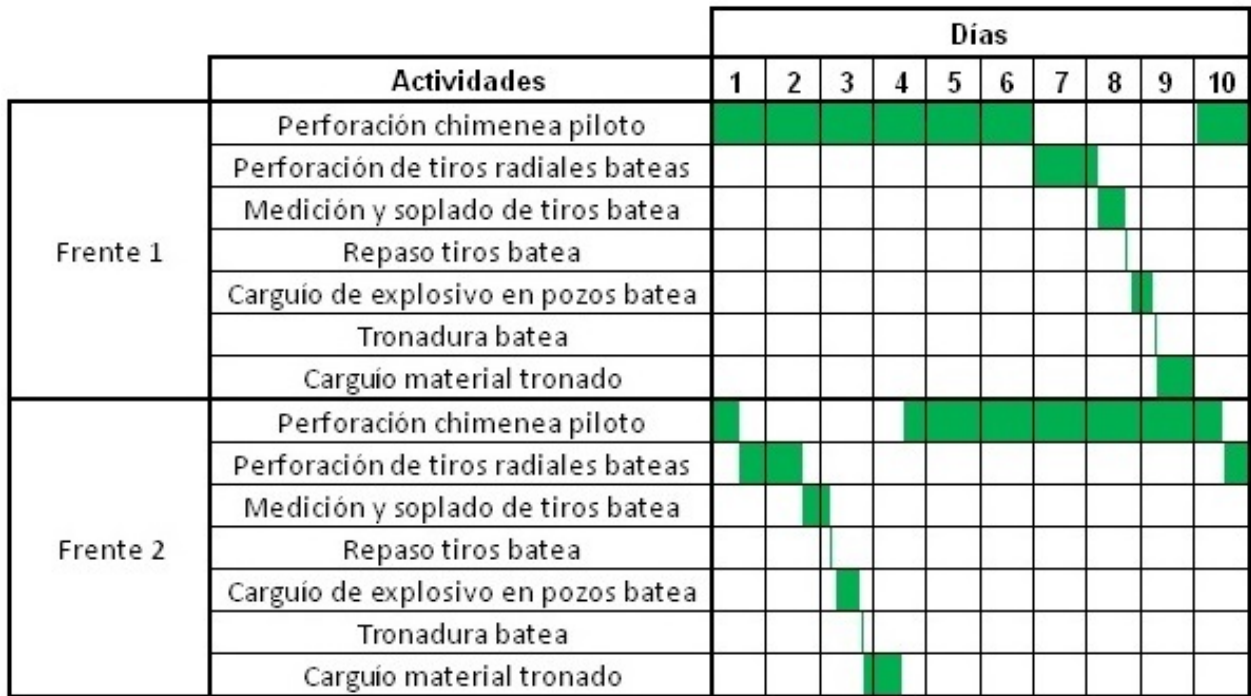 Días
Actividades 1 2 3 4 5 6 7 8 9 10
Frente 1
Perforación chimenea piloto
Perforación de tiros radiales bateas
Medición y soplado de tiros batea
Repaso tiros batea
Carguío de explosivo en pozos batea
Tronadura batea
Carguío material tronado
Frente 2
Perforación chimenea piloto
Perforación de tiros radiales bateas
Medición y soplado de tiros batea
Repaso tiros batea
Carguío de explosivo en pozos batea
Tronadura batea
Carguío material tronado